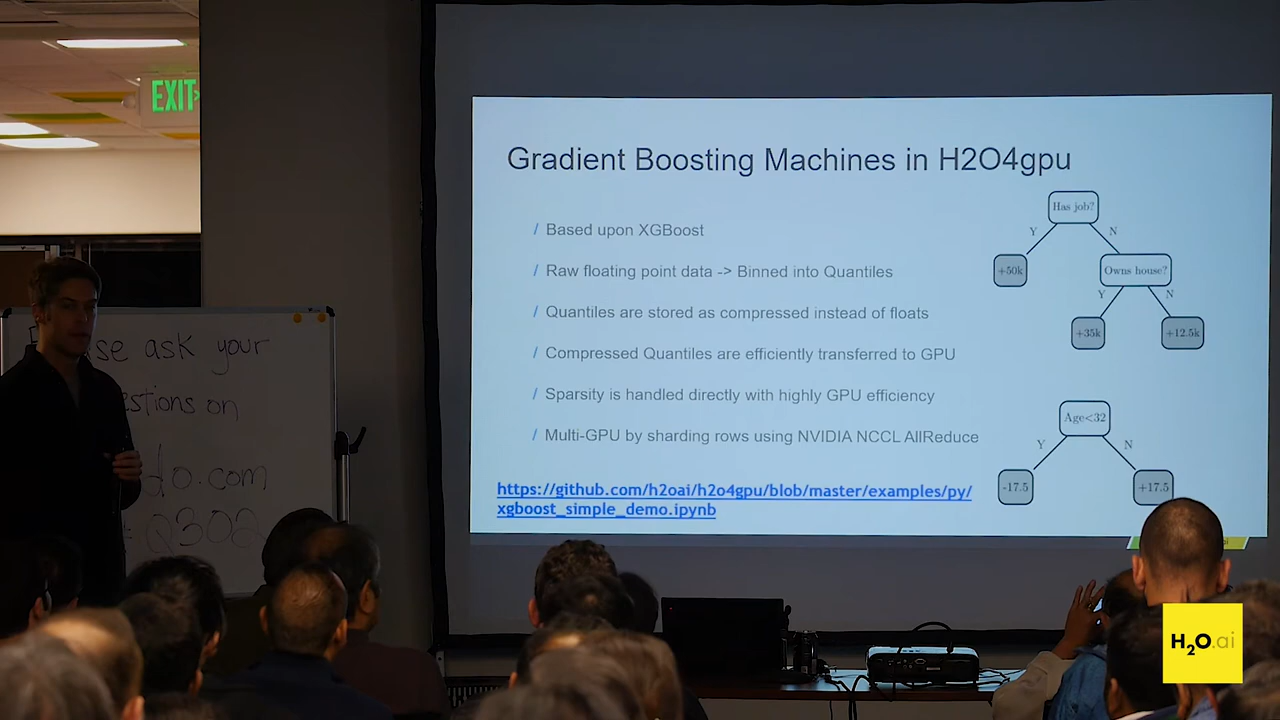 EXIT
Gradient Boosting Machines in H2O4gpu
/ Based upon XGBoost
/ Raw floating point data -> Binned into Quantiles
/ Quantiles are stored as compressed instead of floats
/ Compressed Quantiles are efficiently transferred to GPU
/ Sparsity is handled directly with highly GPU efficiency
/ Multi-GPU by sharding rows using NVIDIA NCCL AllReduce
https://github.com/h2oai/h2o4gpu/blob/master/examples/py/
xgboost_simple_demo.ipynb
Has job?
Y N
+50k
Owns house?
Y N
+35k +12.5k
Age<32
Y N
-17.5 +17.5
ask your
on
do.com
Q302
H2O.ai